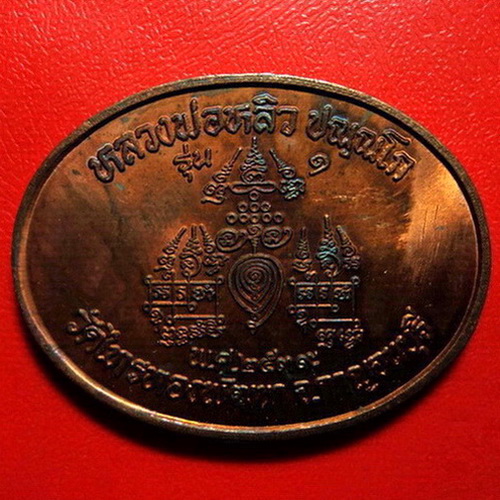 หลวงพ่อหลิว ปณฺณโก
รุ่น ๑
พ.ศ.๒๕๓๙
วัดไทรทองพัฒนา จ.กาญจนบุรี